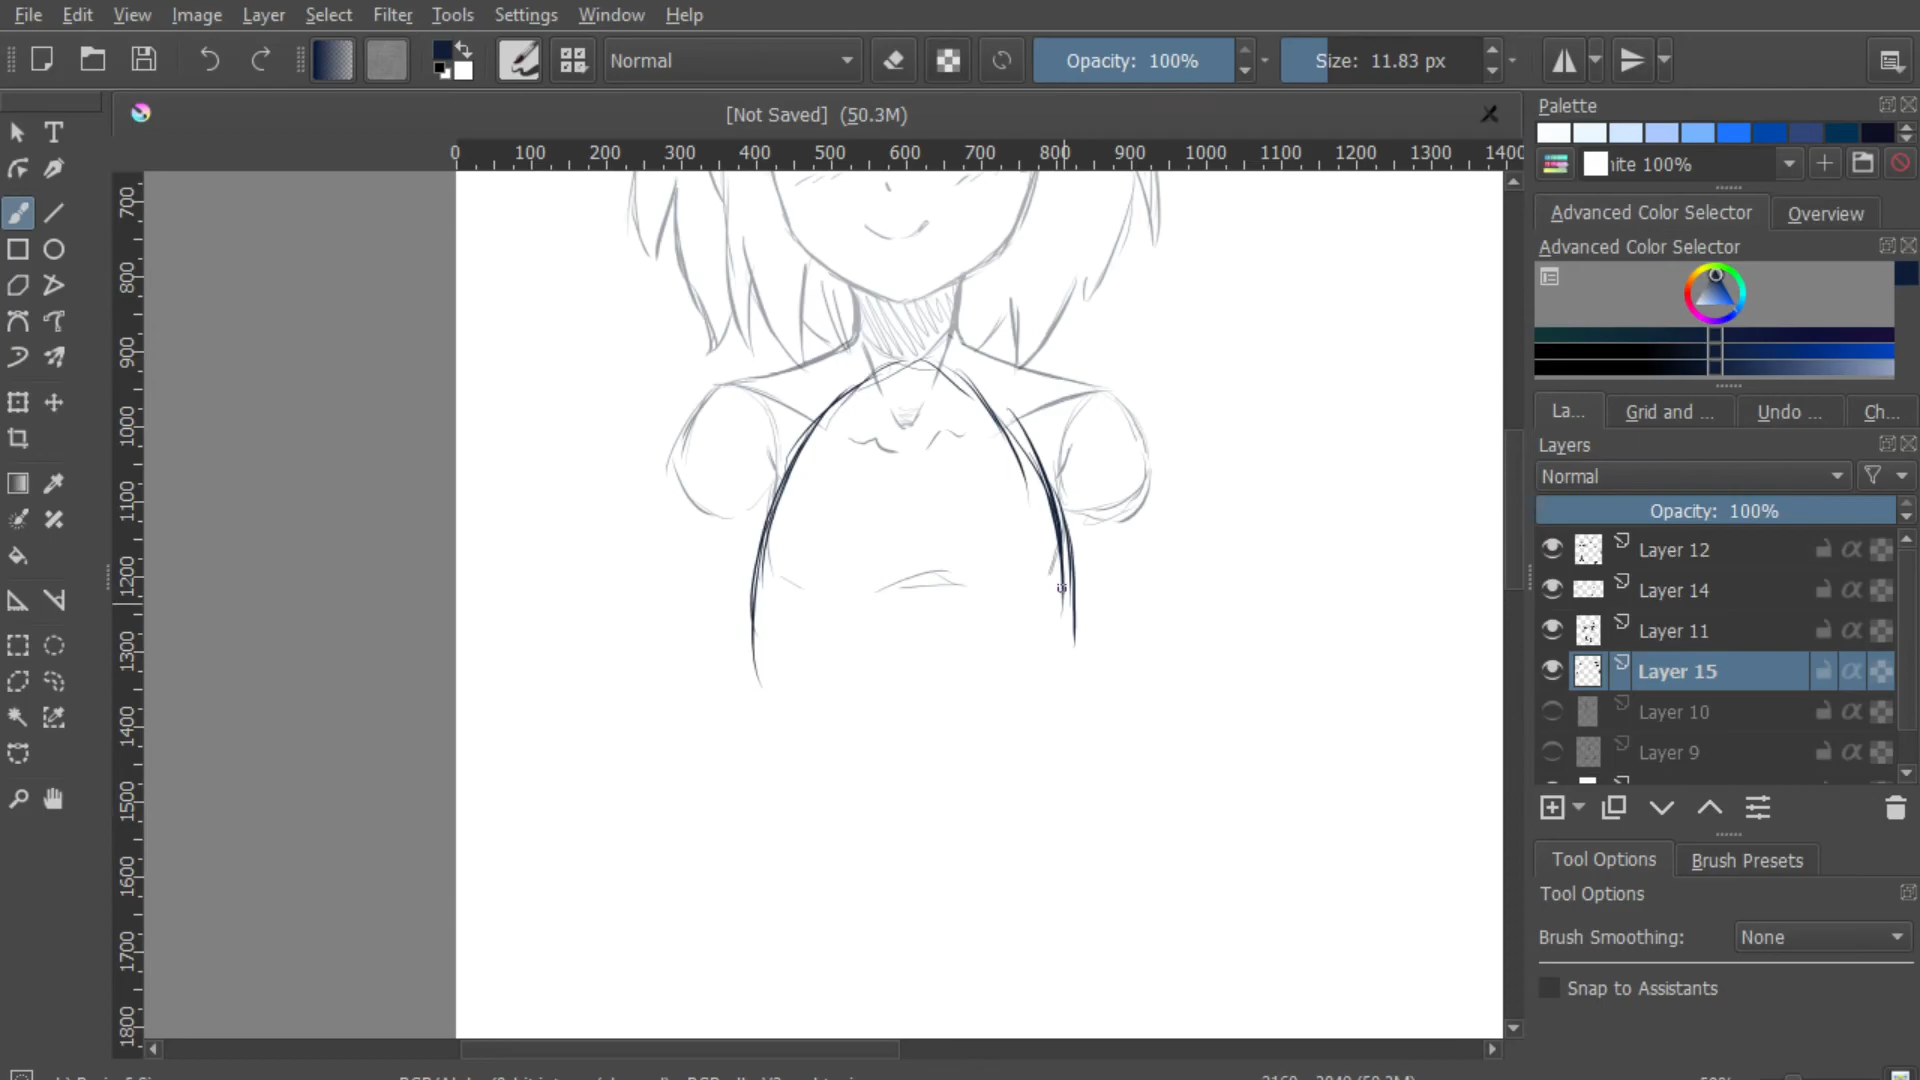 File Edit View Image Layer Select Filter Tools Settings Window Help
Normal Opacity: 100% Size: 11.83 px
[Not Saved] (50.3M)
0 100 200 300 400 500 600 700 800 900 1000 1100 1200 1300 1400
700
800
900
1000
1100
1200
1300
1400
1500
1600
1700
1800
Palette
ite 100%
Advanced Color Selector Overview
Advanced Color Selector
La... Grid and ... Undo ... Ch...
Layers
Normal
Opacity: 100%
Layer 12
Layer 14
Layer 11
Layer 15
Layer 10
Layer 9
Tool Options Brush Presets
Tool Options
Brush Smoothing: None
Snap to Assistants